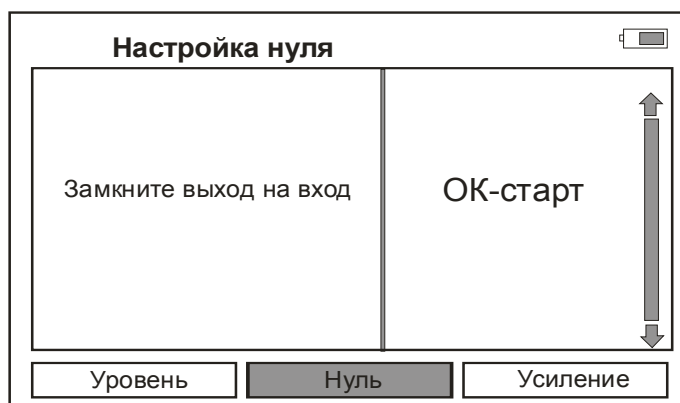 Настройка нуля
Замкните выход на вход
ОК-старт
Уровень
Нуль
Усиление